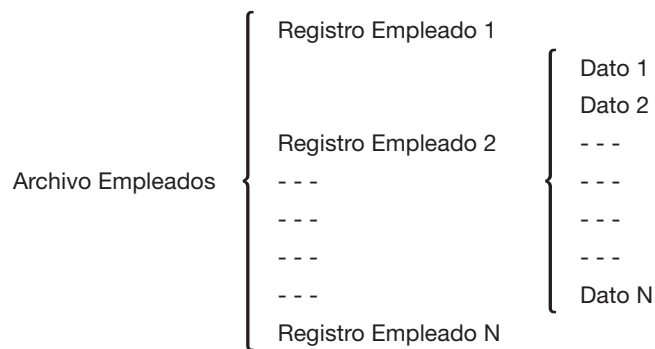 Registro Empleado 1
Dato 1
Dato 2
Registro Empleado 2 - - -
Archivo Empleados - - - - - -
- - - - - -
- - - - - -
- - - Dato N
Registro Empleado N